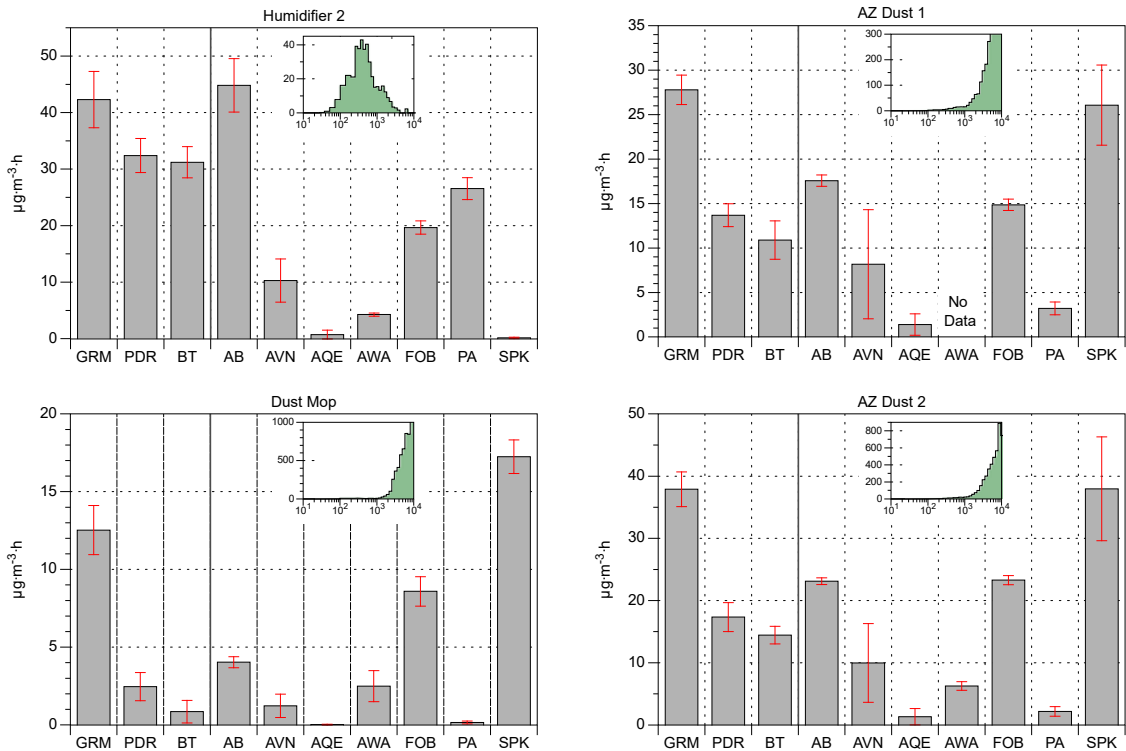 Humidifier 2
50
40
30
20
10
0
µg·m⁻³·h
40
20
0
10¹ 10² 10³ 10⁴
GRM PDR BT AB AVN AQE AWA FOB PA SPK
AZ Dust 1
35
30
25
20
15
10
5
0
µg·m⁻³·h
300
200
100
0
10¹ 10² 10³ 10⁴
No
Data
GRM PDR BT AB AVN AQE AWA FOB PA SPK
Dust Mop
20
15
10
5
0
µg·m⁻³·h
1000
500
0
10¹ 10² 10³ 10⁴
GRM PDR BT AB AVN AQE AWA FOB PA SPK
AZ Dust 2
50
40
30
20
10
0
µg·m⁻³·h
800
600
400
200
0
10¹ 10² 10³ 10⁴
GRM PDR BT AB AVN AQE AWA FOB PA SPK